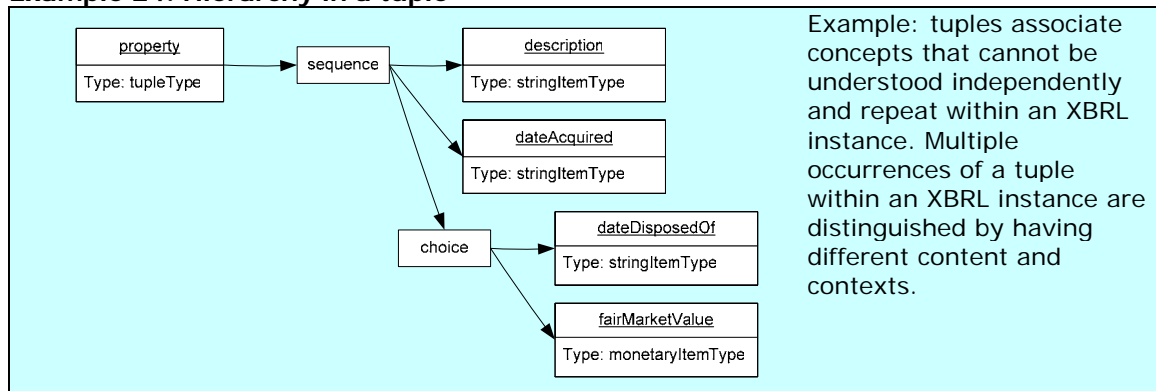 Example 24. Hierarchy in a tuple
property
Type: tupleType
sequence
description
Type: stringItemType
dateAcquired
Type: stringItemType
choice
dateDisposedOf
Type: stringItemType
fairMarketValue
Type: monetaryItemType
Example: tuples associate
concepts that cannot be
understood independently
and repeat within an XBRL
instance. Multiple
occurrences of a tuple
within an XBRL instance are
distinguished by having
different content and
contexts.